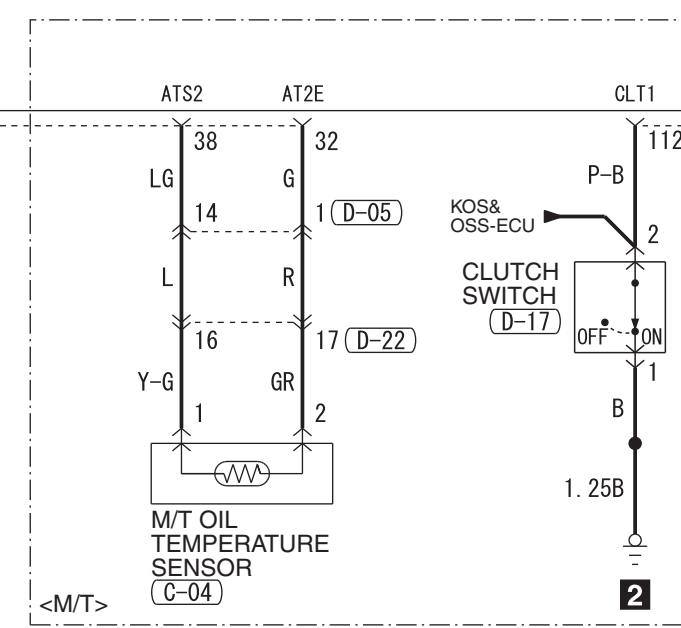 ATS2 AT2E CLT1
38 32 112
LG G P-B
14 1 D-05 KOS&
OSS-ECU 2
L R CLUTCH
SWITCH
D-17
16 17 D-22 OFF ON
Y-G GR 1
1 2 B
1.25B
M/T OIL
TEMPERATURE
SENSOR
C-04
2
<M/T>